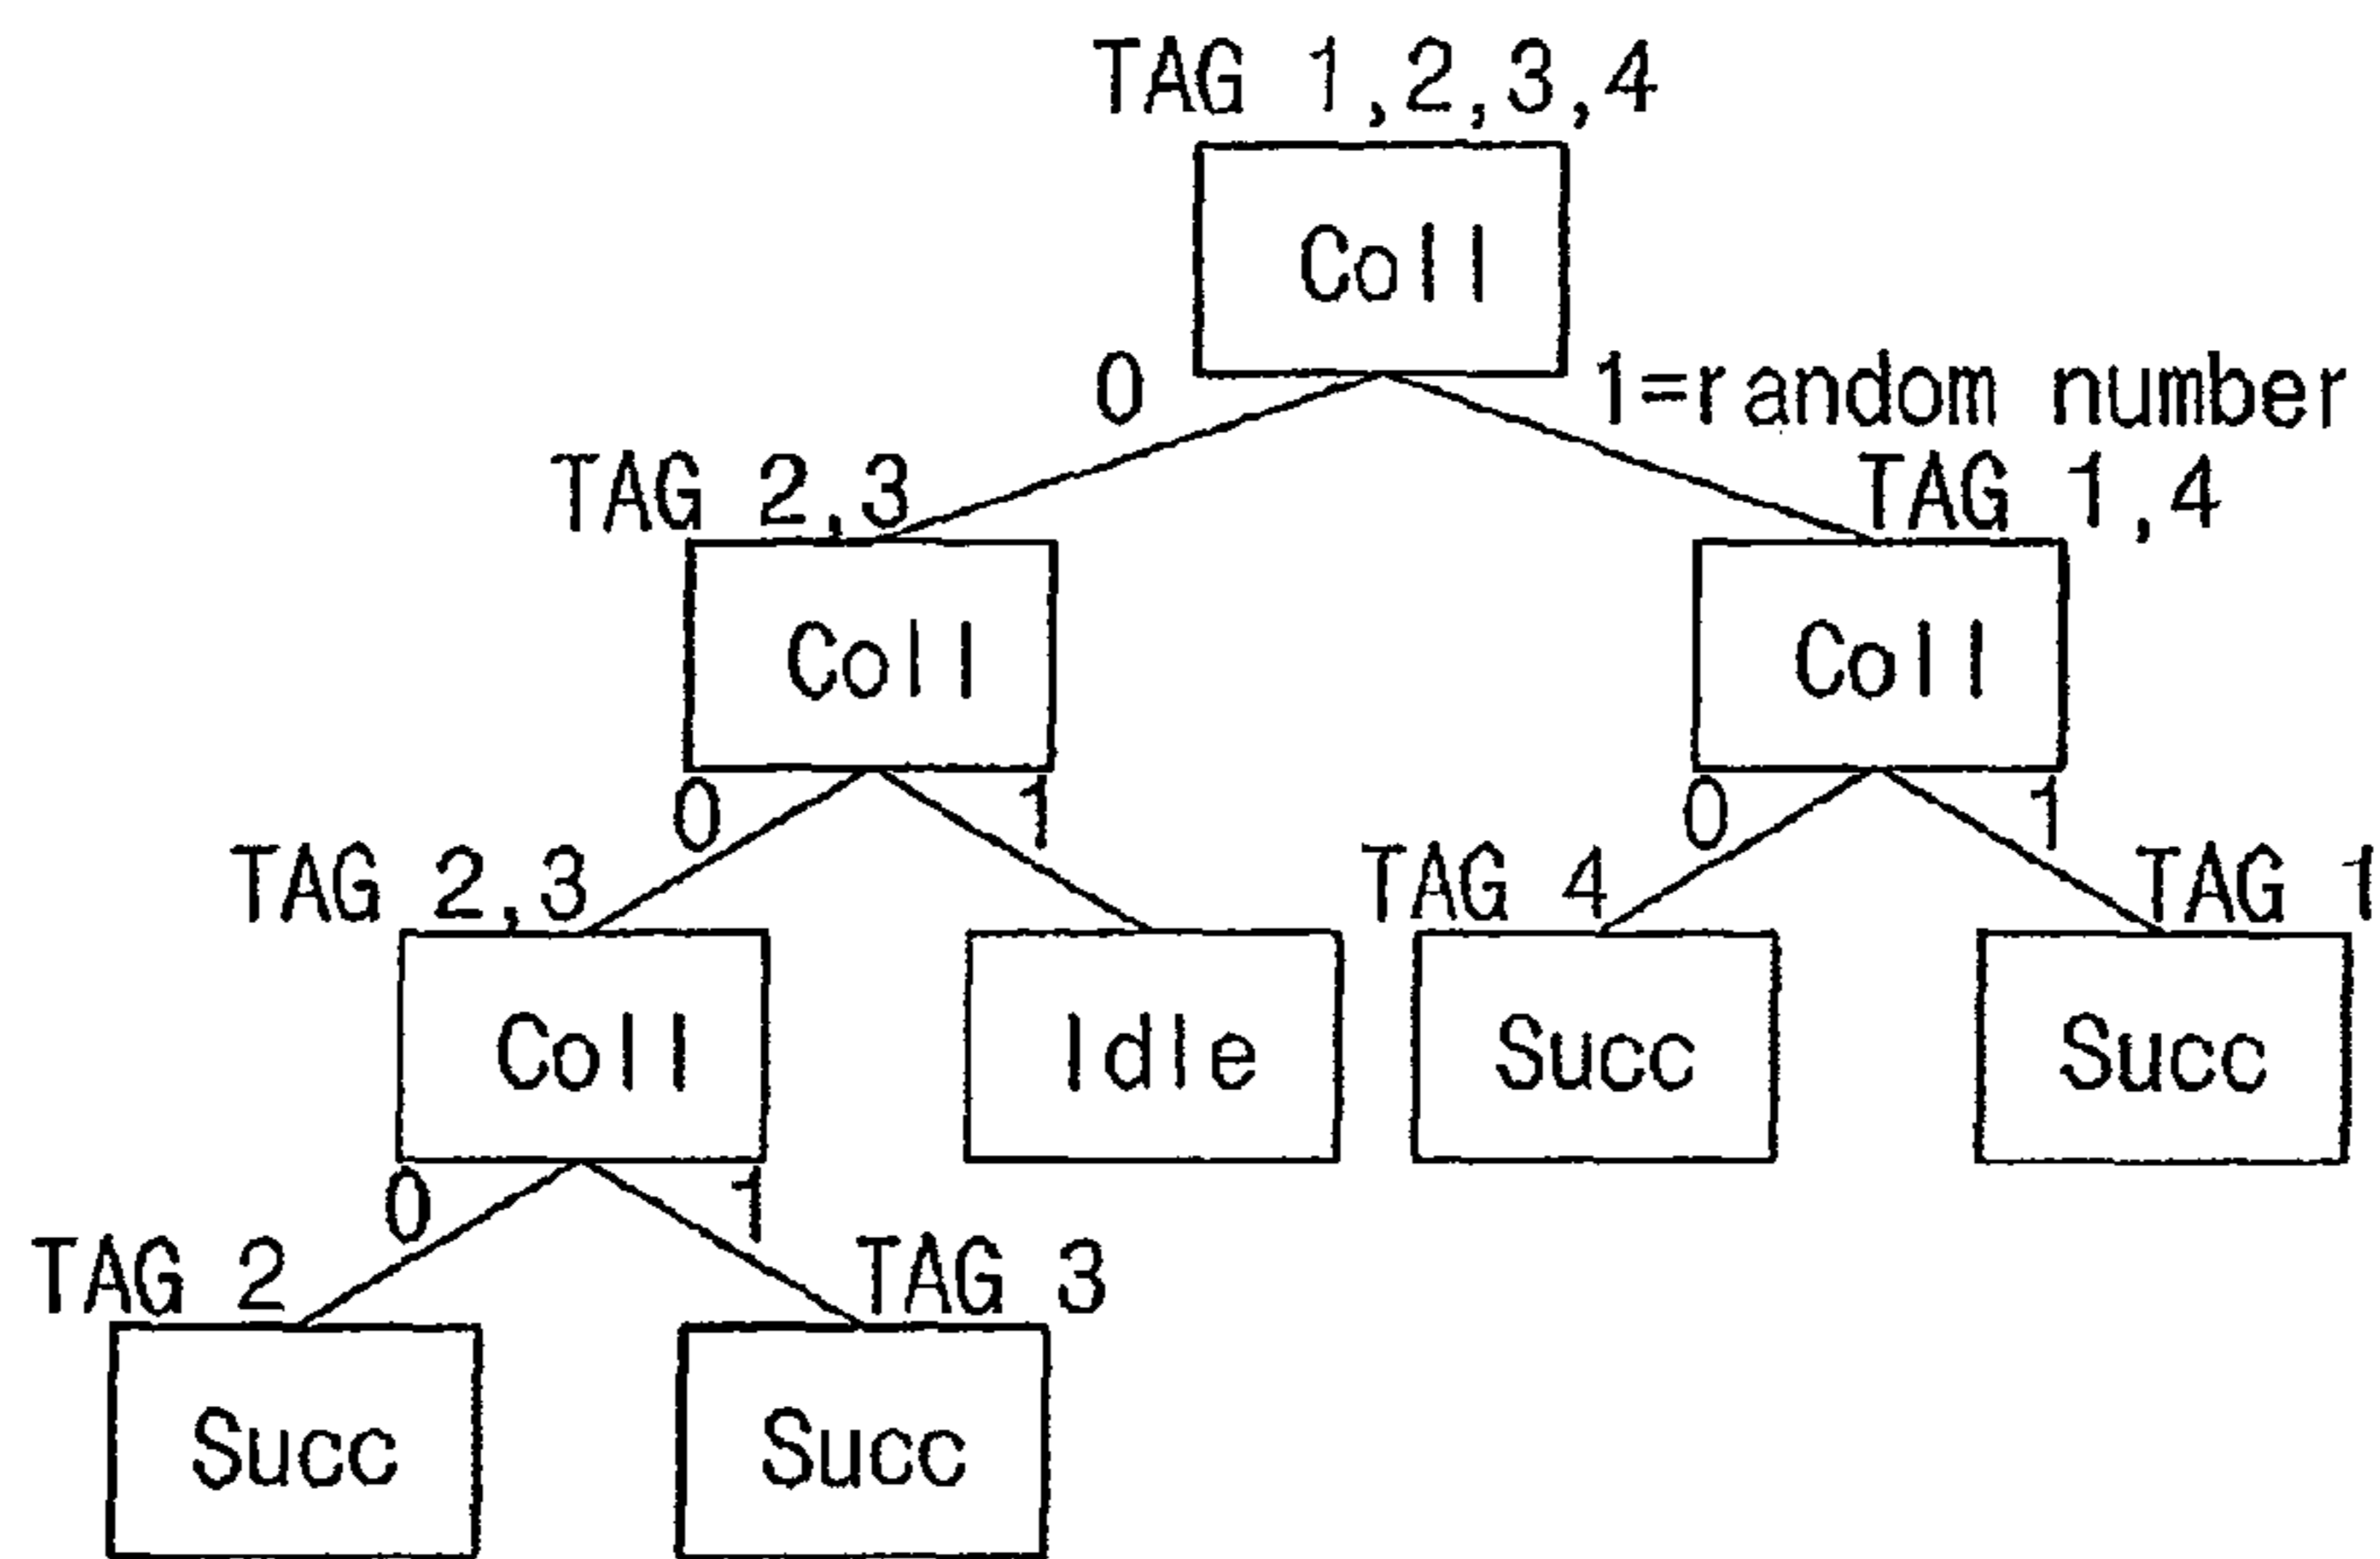 TAG 1,2,3,4
Coll
0 1=random number
TAG 2,3 TAG 1,4
Coll Coll
0 1 0 1
TAG 2,3 TAG 4 TAG 1
Coll Idle Succ Succ
0 1
TAG 2 TAG 3
Succ Succ